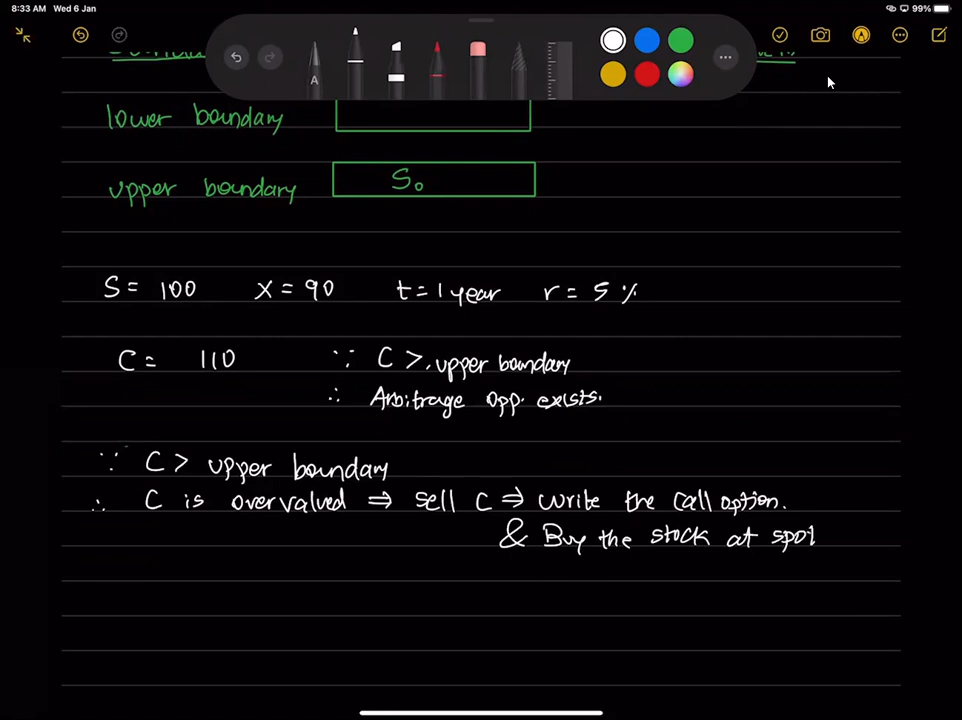 8:33 AM Wed 6 Jan
99%
A
lower boundary
upper boundary S₀
S = 100 X = 90 t = 1 year r = 5 %
C = 110 ∵ C > upper boundary
∴ Arbitrage opp. exists.
∵ C > upper boundary
∴ C is overvalued ⇒ sell C ⇒ Write the call option.
& Buy the stock at spot